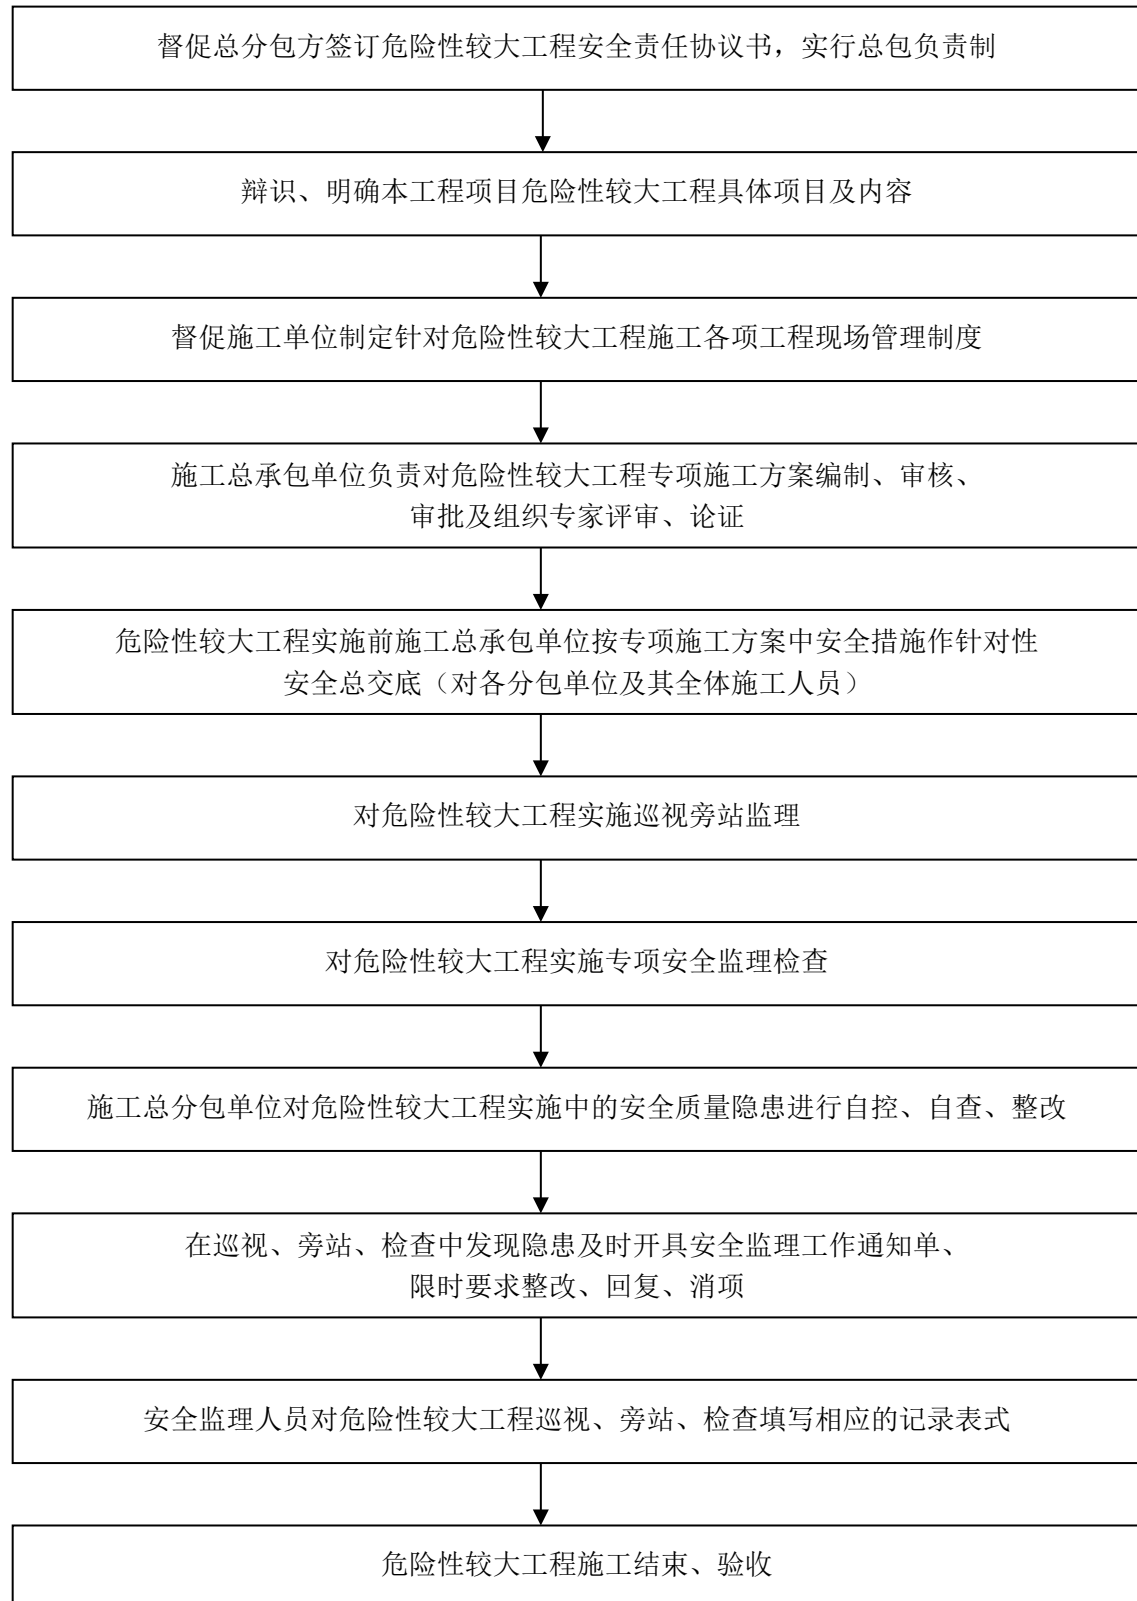 督促总分包方签订危险性较大工程安全责任协议书，实行总包负责制
辩识、明确本工程项目危险性较大工程具体项目及内容
督促施工单位制定针对危险性较大工程施工各项工程现场管理制度
施工总承包单位负责对危险性较大工程专项施工方案编制、审核、
审批及组织专家评审、论证
危险性较大工程实施前施工总承包单位按专项施工方案中安全措施作针对性
安全总交底（对各分包单位及其全体施工人员）
对危险性较大工程实施巡视旁站监理
对危险性较大工程实施专项安全监理检查
施工总分包单位对危险性较大工程实施中的安全质量隐患进行自控、自查、整改
在巡视、旁站、检查中发现隐患及时开具安全监理工作通知单、
限时要求整改、回复、消项
安全监理人员对危险性较大工程巡视、旁站、检查填写相应的记录表式
危险性较大工程施工结束、验收